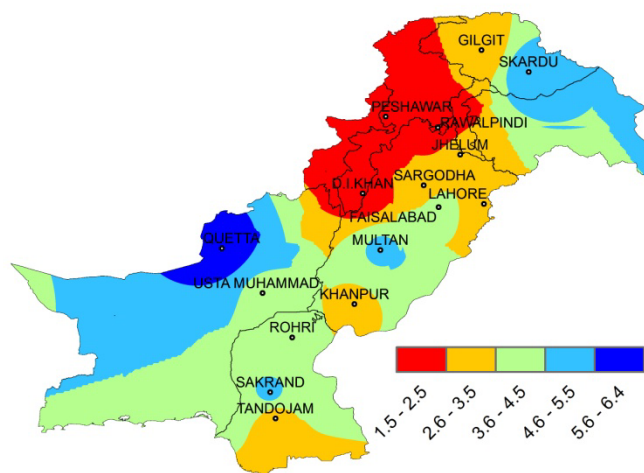 GILGIT
SKARDU
PESHAWAR
RAWALPINDI
JHELUM
SARGODHA
D.I.KHAN
LAHORE
FAISALABAD
QUETTA
MULTAN
USTA MUHAMMAD
KHANPUR
ROHRI
SAKRAND
TANDOJAM
1.5 - 2.5
2.6 - 3.5
3.6 - 4.5
4.6 - 5.5
5.6 - 6.4